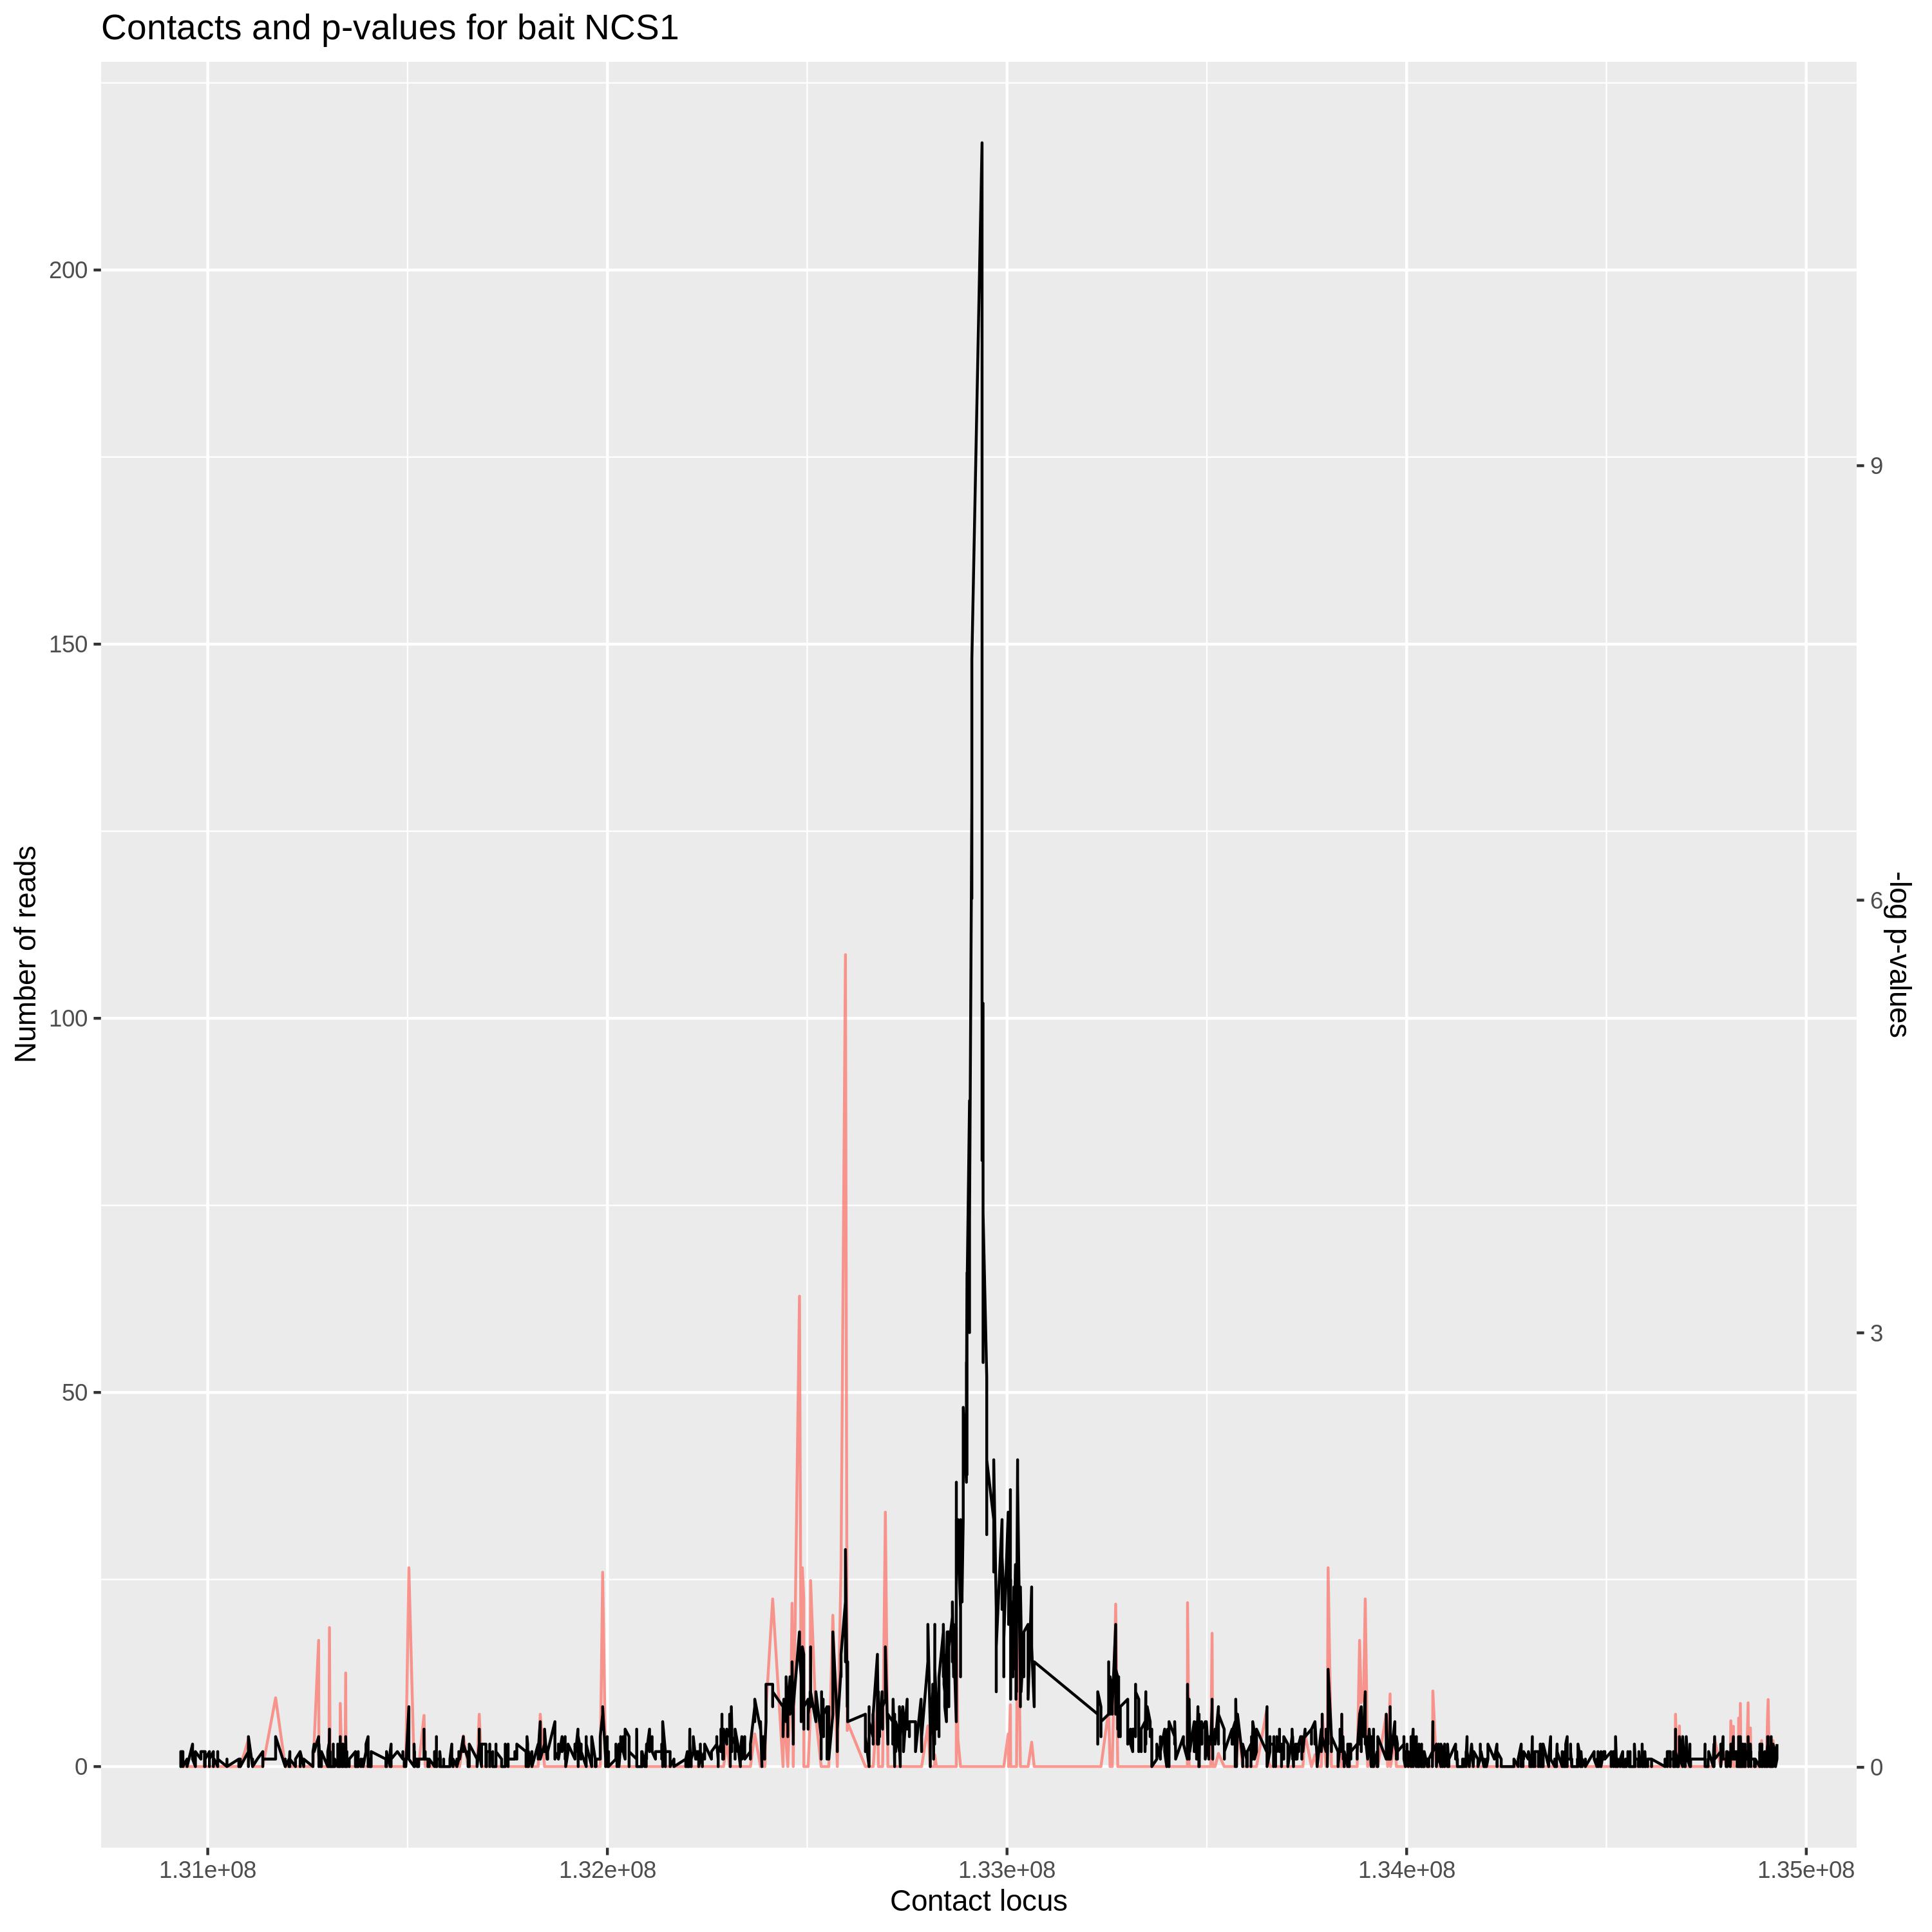 Contacts and p-values for bait NCS1
200
150
100
50
0
Number of reads
9
6
3
0
-log p-values
1.31e+08
1.32e+08
1.33e+08
1.34e+08
1.35e+08
Contact locus